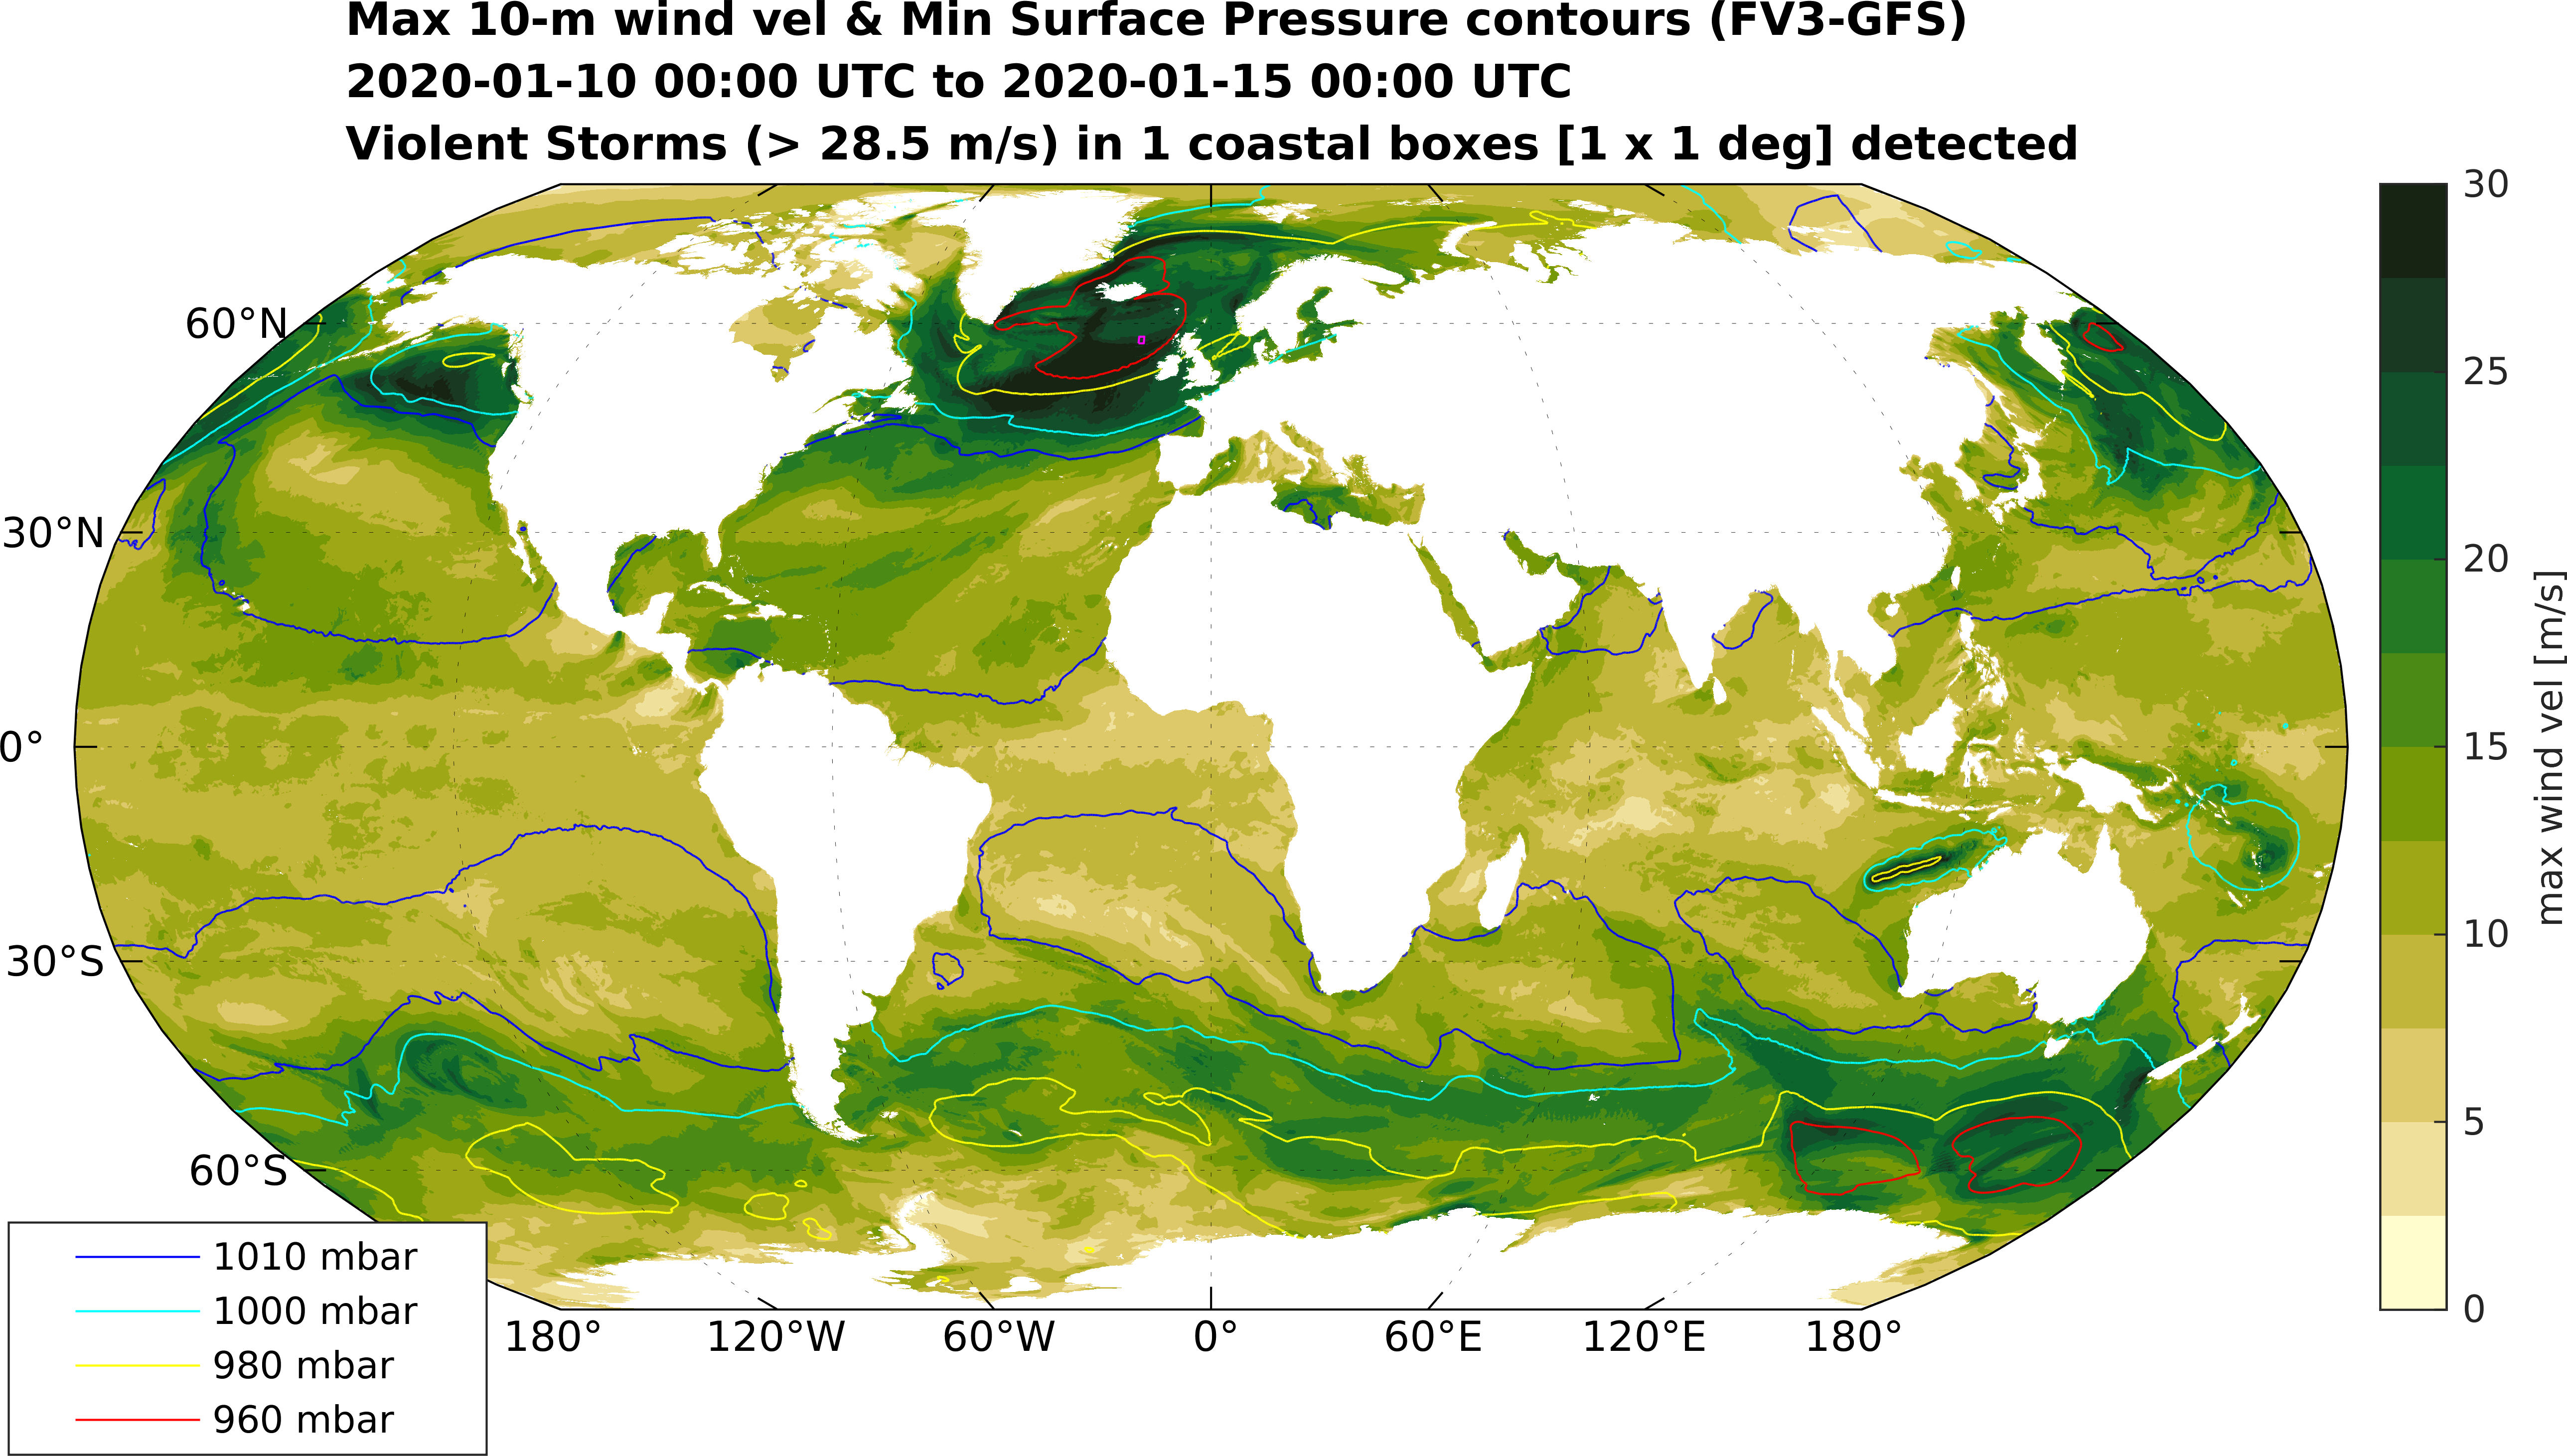 Max 10-m wind vel & Min Surface Pressure contours (FV3-GFS)
2020-01-10 00:00 UTC to 2020-01-15 00:00 UTC
Violent Storms (> 28.5 m/s) in 1 coastal boxes [1 x 1 deg] detected
60°N
30°N
0°
30°S
60°S
180°
120°W
60°W
0°
60°E
120°E
180°
1010 mbar
1000 mbar
980 mbar
960 mbar
30
25
20
15
10
5
0
max wind vel [m/s]